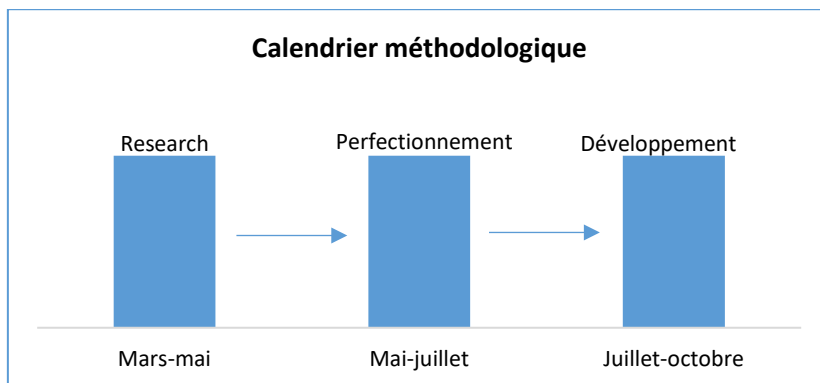 Calendrier méthodologique
Research
Perfectionnement
Développement
Mars-mai
Mai-juillet
Juillet-octobre